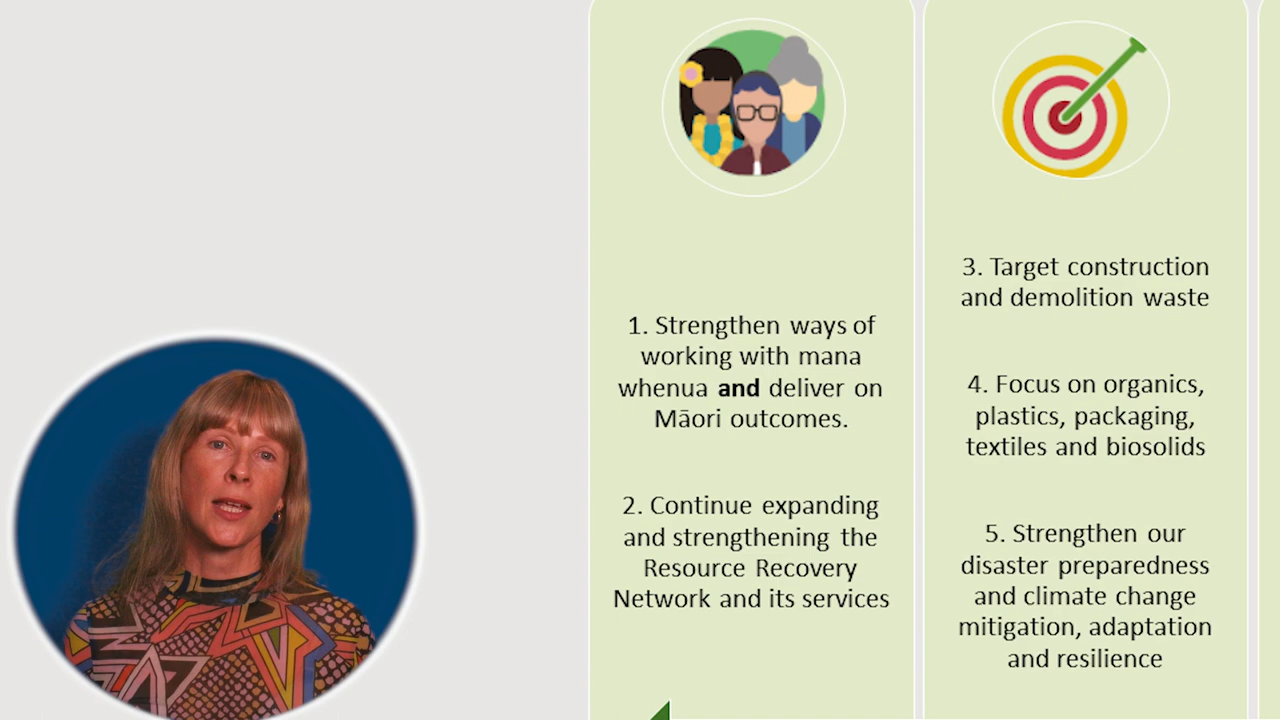 1. Strengthen ways of
working with mana
whenua and deliver on
Māori outcomes.
2. Continue expanding
and strengthening the
Resource Recovery
Network and its services
3. Target construction
and demolition waste
4. Focus on organics,
plastics, packaging,
textiles and biosolids
5. Strengthen our
disaster preparedness
and climate change
mitigation, adaptation
and resilience